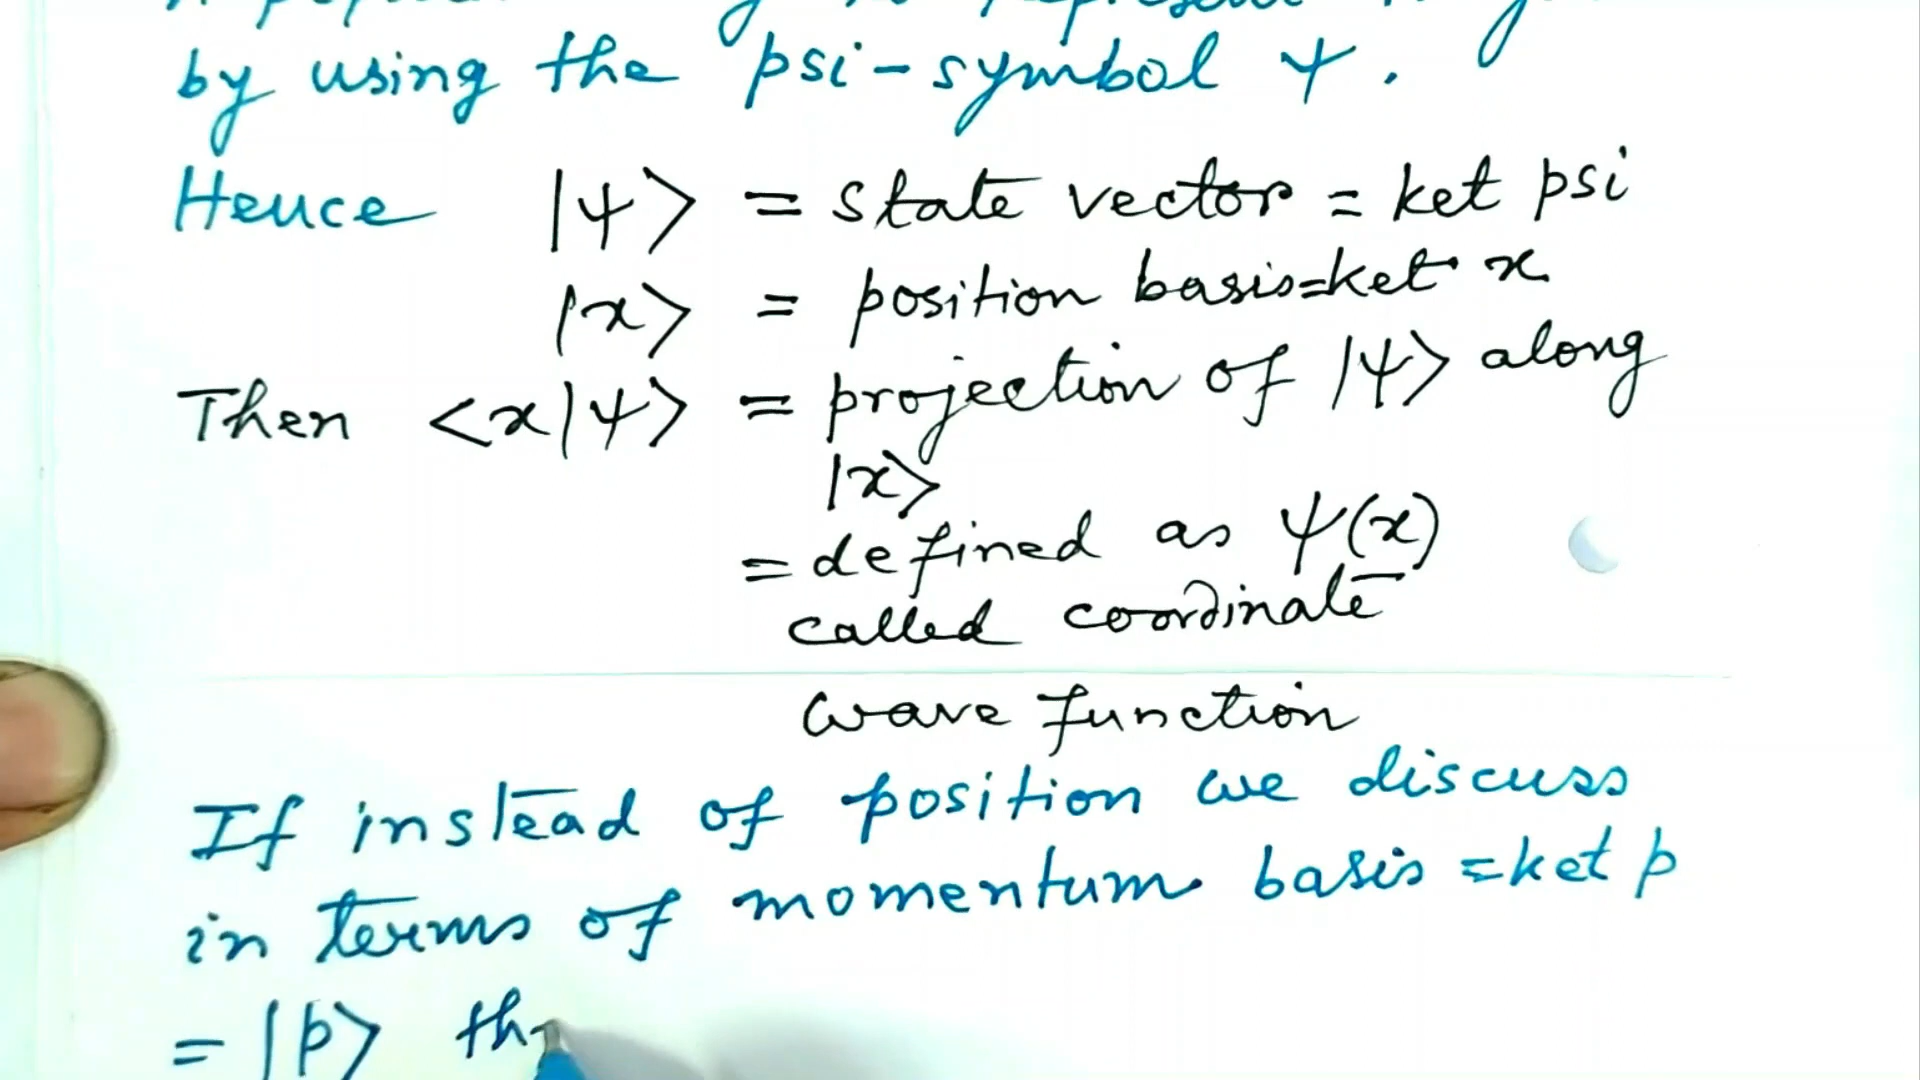 by using the psi-symbol ψ.
Hence |ψ> = state vector = ket psi
|x> = position basis=ket x
Then <x|ψ> = projection of |ψ> along
|x>
= defined as ψ(x)
called coordinate
wave function
If instead of position we discuss
in terms of momentum basis =ket p
= |p> th